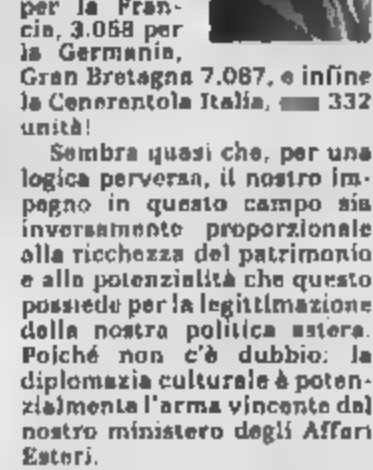 per la Fran-
cia, 3.058 per
la Germania,
Gran Bretagna 7.087, e infine
la Cenerentola Italia, 332
unità!
Sembra quasi che, per una
logica perversa, il nostro im-
pegno in questo campo sia
inversamente proporzionale
alla ricchezza del patrimonio
e alle potenzialità che questo
possiede per la legittimazione
della nostra politica estera.
Poiché non c'è dubbio: la
diplomazia culturale è poten-
zialmente l'arma vincente del
nostro ministero degli Affari
Esteri.